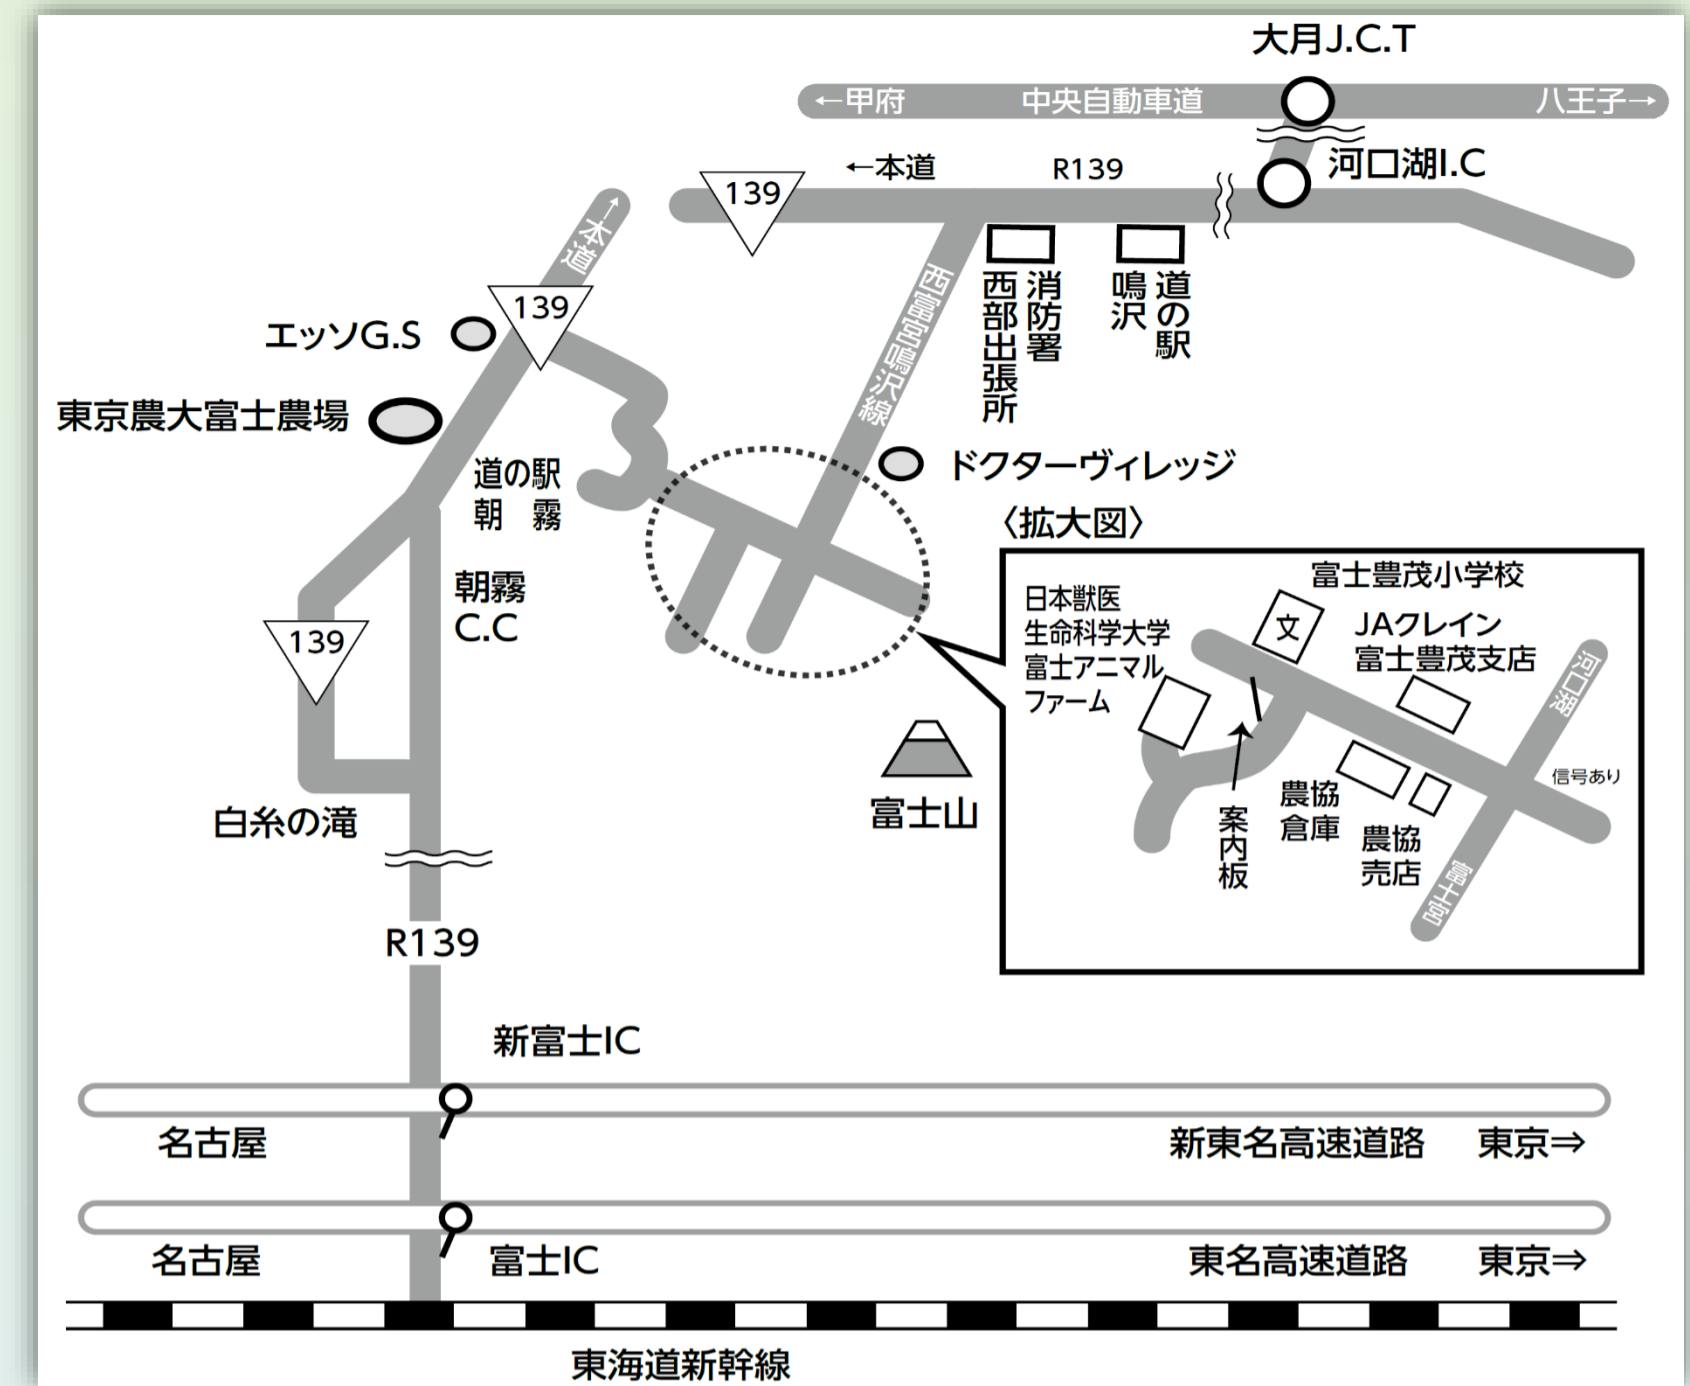 大月J.C.T
←甲府
中央自動車道
八王子→
河口湖I.C
←本道
R139
139
←本道
139
西富宮鳴沢線
消防署
西部出張所
道の駅
鳴沢
エッソG.S
東京農大富士農場
道の駅
朝 霧
ドクターヴィレッジ
〈拡大図〉
朝霧
C.C
139
富士豊茂小学校
文
日本獣医
生命科学大学
富士アニマル
ファーム
JAクレイン
富士豊茂支店
河口湖
信号あり
農協
倉庫
農協
売店
案内板
富士宮
富士山
白糸の滝
R139
新富士IC
名古屋
新東名高速道路
東京⇒
名古屋
富士IC
東名高速道路
東京⇒
東海道新幹線